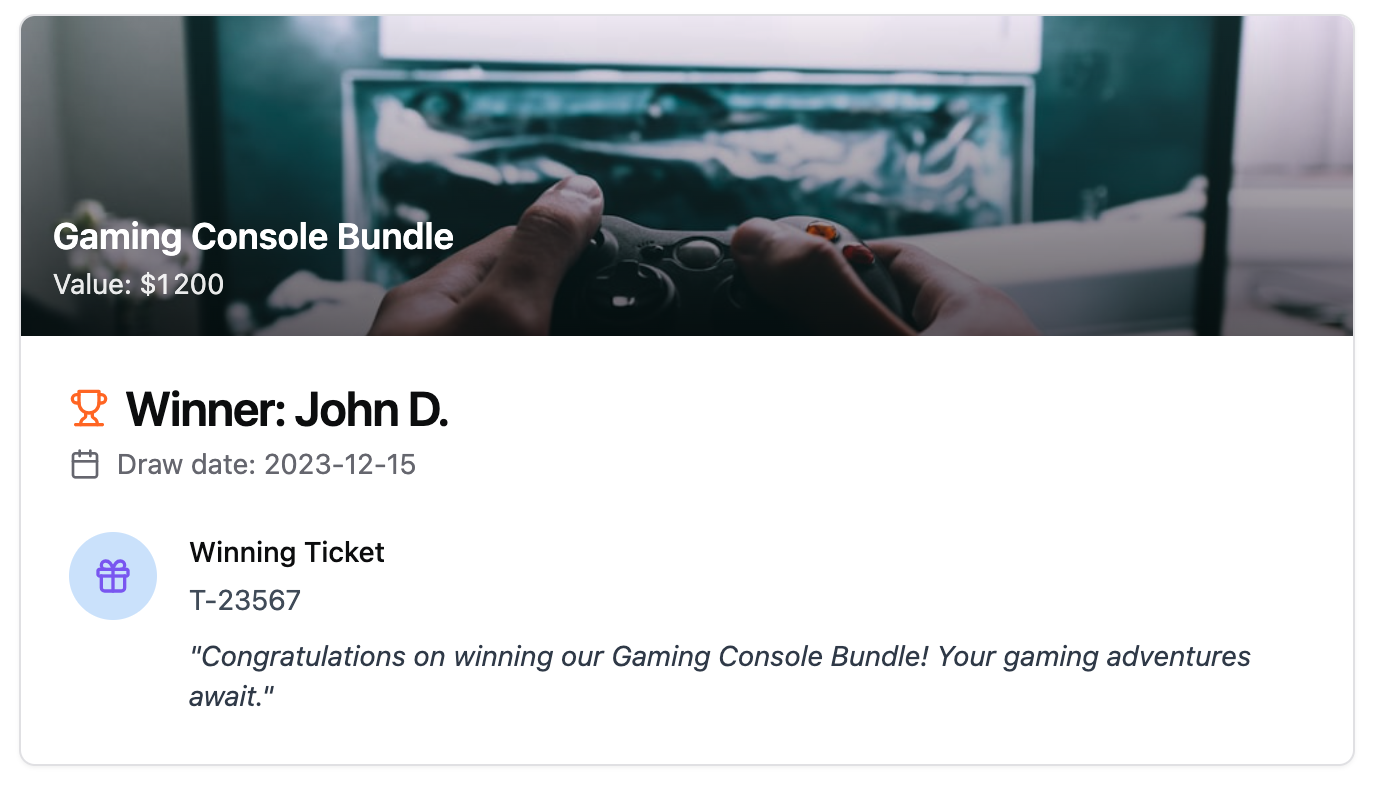 Gaming Console Bundle
Value: $1200
Winner: John D.
Draw date: 2023-12-15
Winning Ticket
T-23567
"Congratulations on winning our Gaming Console Bundle! Your gaming adventures
await."